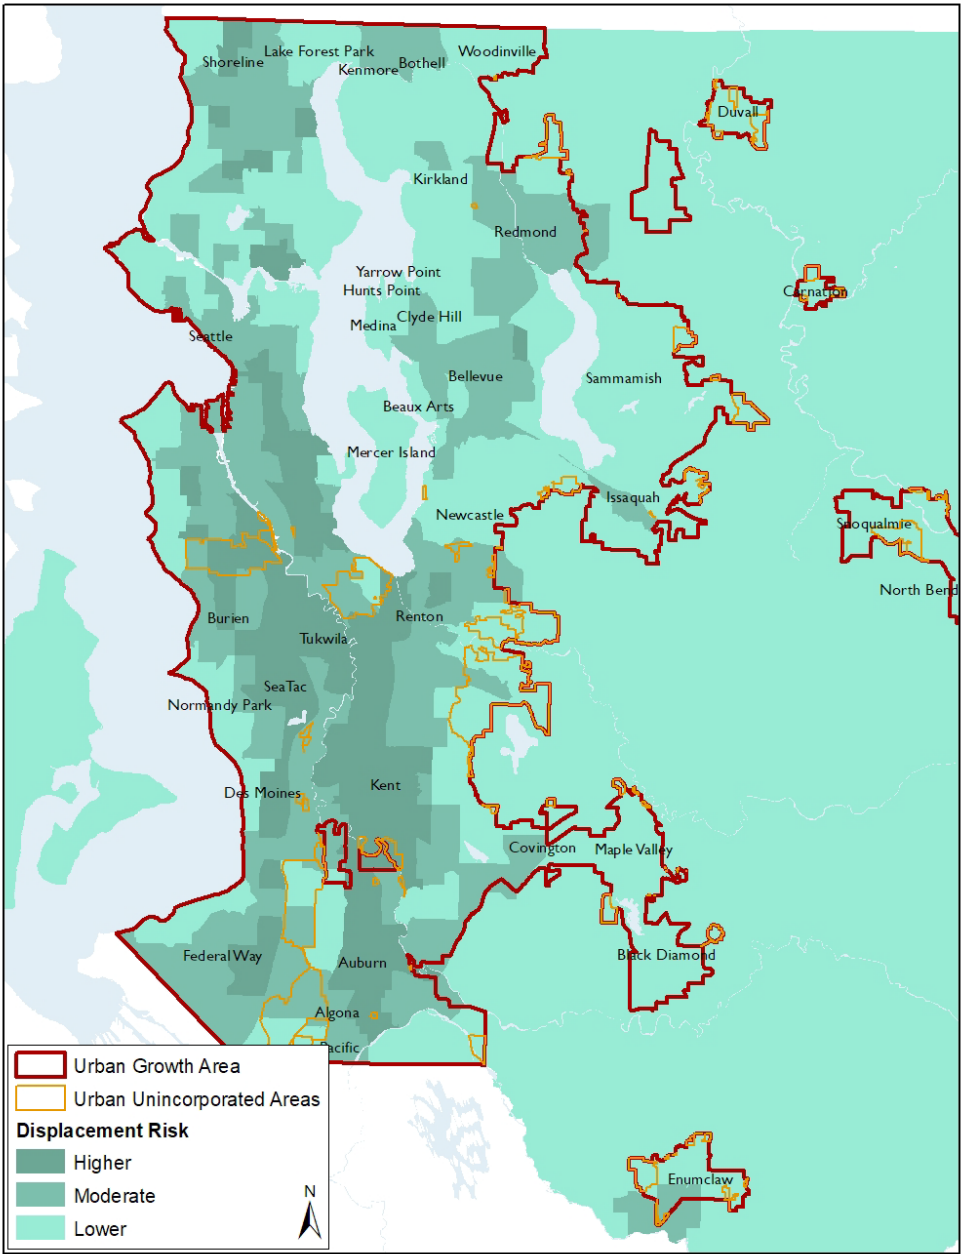 Lake Forest Park
Woodinville
Shoreline
Kenmore
Bothell
Duvall
Kirkland
Redmond
Yarrow Point
Hunts Point
Carnation
Clyde Hill
Medina
Seattle
Bellevue
Sammamish
Beaux Arts
Mercer Island
Issaquah
Newcastle
Snoqualmie
North Bend
Burien
Renton
Tukwila
SeaTac
Normandy Park
Kent
Des Moines
Covington
Maple Valley
Federal Way
Auburn
Black Diamond
Algona
Pacific
Urban Growth Area
Urban Unincorporated Areas
Displacement Risk
Higher
Moderate
Lower
N
Enumclaw